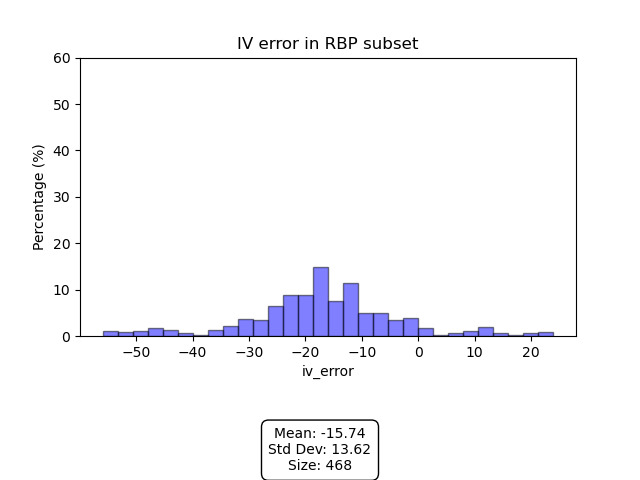 IV error in RBP subset
60
50
40
30
20
10
0
Percentage (%)
−50 −40 −30 −20 −10 0 10 20
iv_error
Mean: -15.74
Std Dev: 13.62
Size: 468